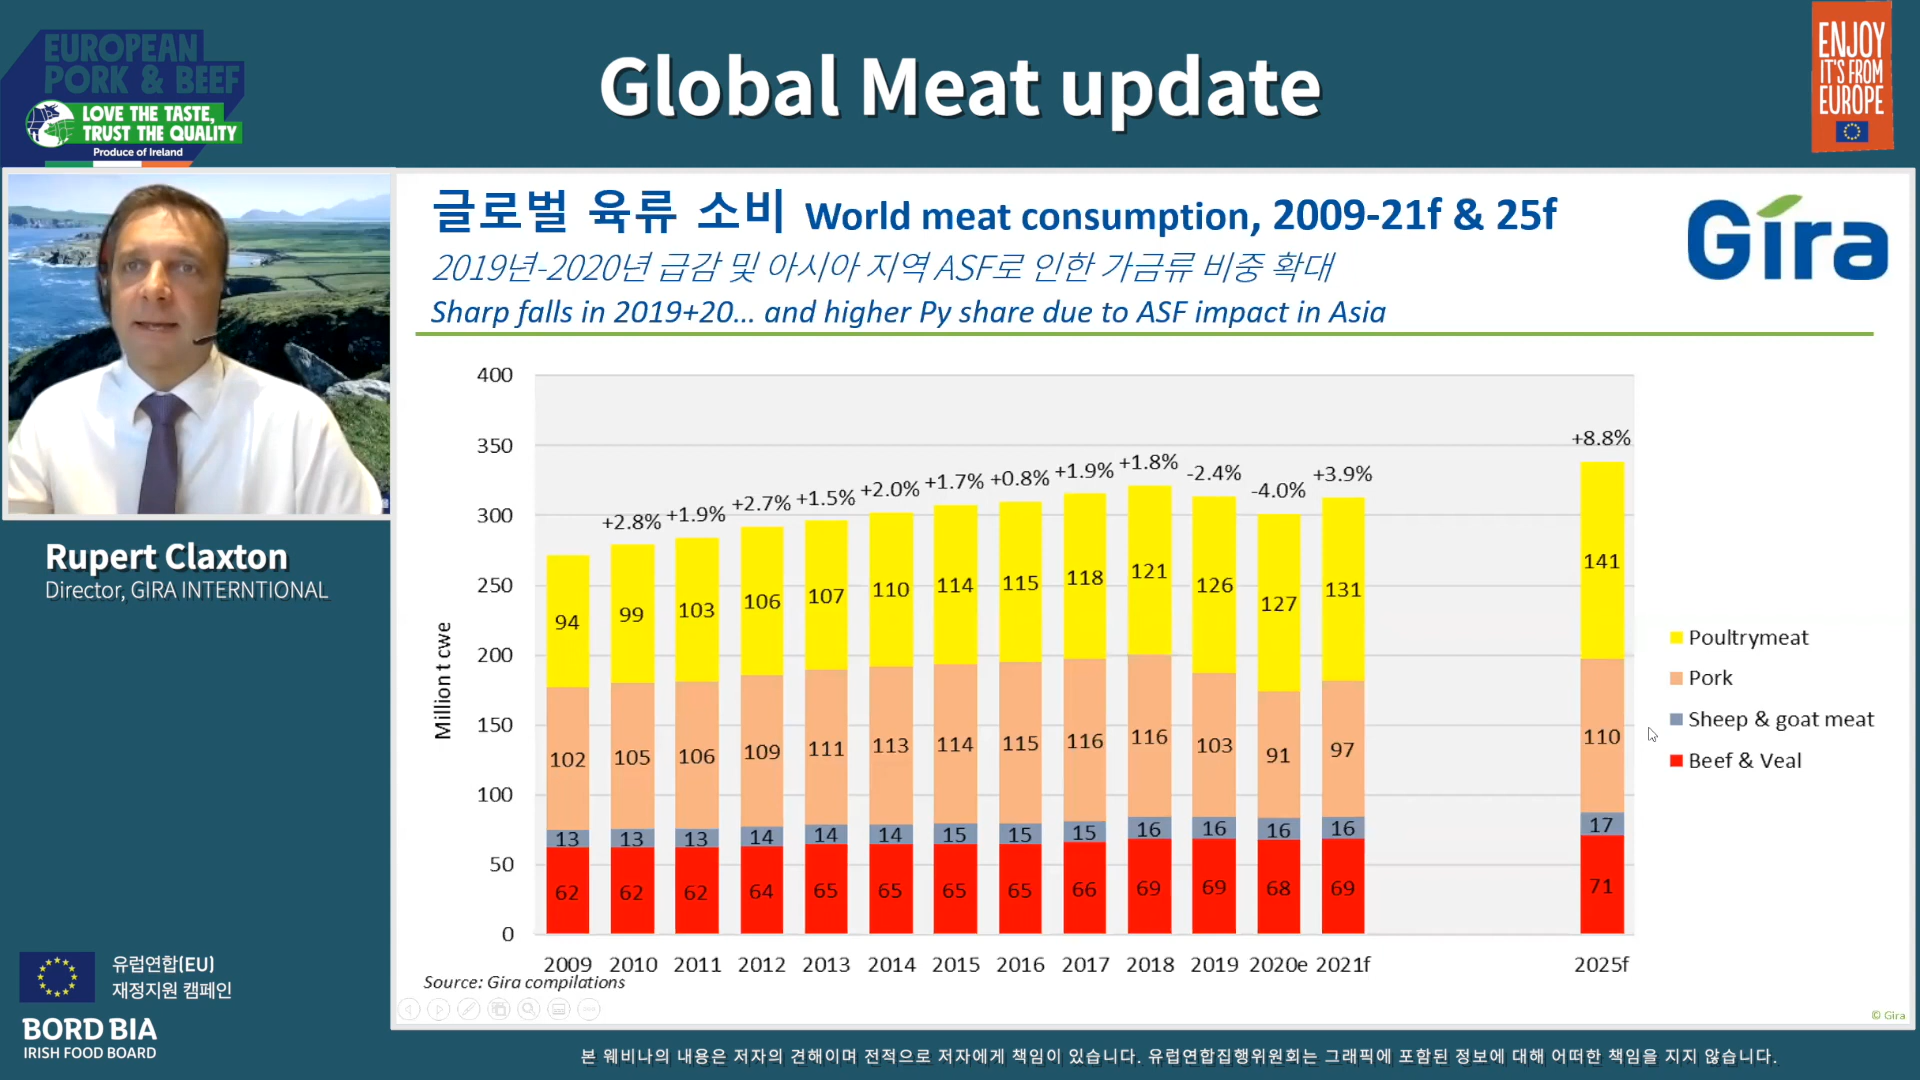 EUROPEAN
PORK & BEEF
LOVE THE TASTE,
TRUST THE QUALITY
Produce of Ireland
Global Meat update
ENJOY
IT'S FROM
EUROPE
글로벌 육류 소비 World meat consumption, 2009-21f & 25f
2019년-2020년 급감 및 아시아 지역 ASF로 인한 가금류 비중 확대
Sharp falls in 2019+20... and higher Py share due to ASF impact in Asia
Gira
Rupert Claxton
Director, GIRA INTERNTIONAL
Million t cwe
400
350
300
250
200
150
100
50
0
+2.8% +1.9% +2.7% +1.5% +2.0% +1.7% +0.8% +1.9% +1.8% -2.4% -4.0% +3.9% +8.8%
94 99 103 106 107 110 114 115 118 121 126 127 131 141
102 105 106 109 111 113 114 115 116 116 103 91 97 110
13 13 13 14 14 14 15 15 15 16 16 16 16 17
62 62 62 64 65 65 65 65 66 69 69 68 69 71
2009 2010 2011 2012 2013 2014 2015 2016 2017 2018 2019 2020e 2021f 2025f
Poultrymeat
Pork
Sheep & goat meat
Beef & Veal
Source: Gira compilations
© Gira
유럽연합(EU)
재정지원 캠페인
BORD BIA
IRISH FOOD BOARD
본 웨비나의 내용은 저자의 견해이며 전적으로 저자에게 책임이 있습니다. 유럽연합집행위원회는 그래픽에 포함된 정보에 대해 어떠한 책임을 지지 않습니다.